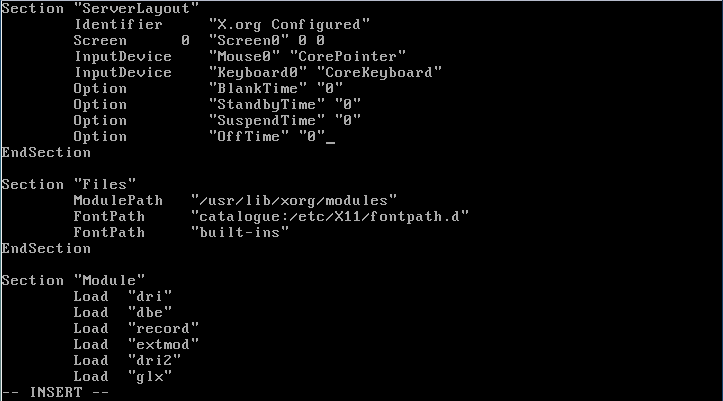 Section "ServerLayout"
        Identifier     "X.org Configured"
        Screen      0  "Screen0" 0 0
        InputDevice    "Mouse0" "CorePointer"
        InputDevice    "Keyboard0" "CoreKeyboard"
        Option         "BlankTime" "0"
        Option         "StandbyTime" "0"
        Option         "SuspendTime" "0"
        Option         "OffTime" "0"_
EndSection

Section "Files"
        ModulePath   "/usr/lib/xorg/modules"
        FontPath     "catalogue:/etc/X11/fontpath.d"
        FontPath     "built-ins"
EndSection

Section "Module"
        Load  "dri"
        Load  "dbe"
        Load  "record"
        Load  "extmod"
        Load  "dri2"
        Load  "glx"
-- INSERT --